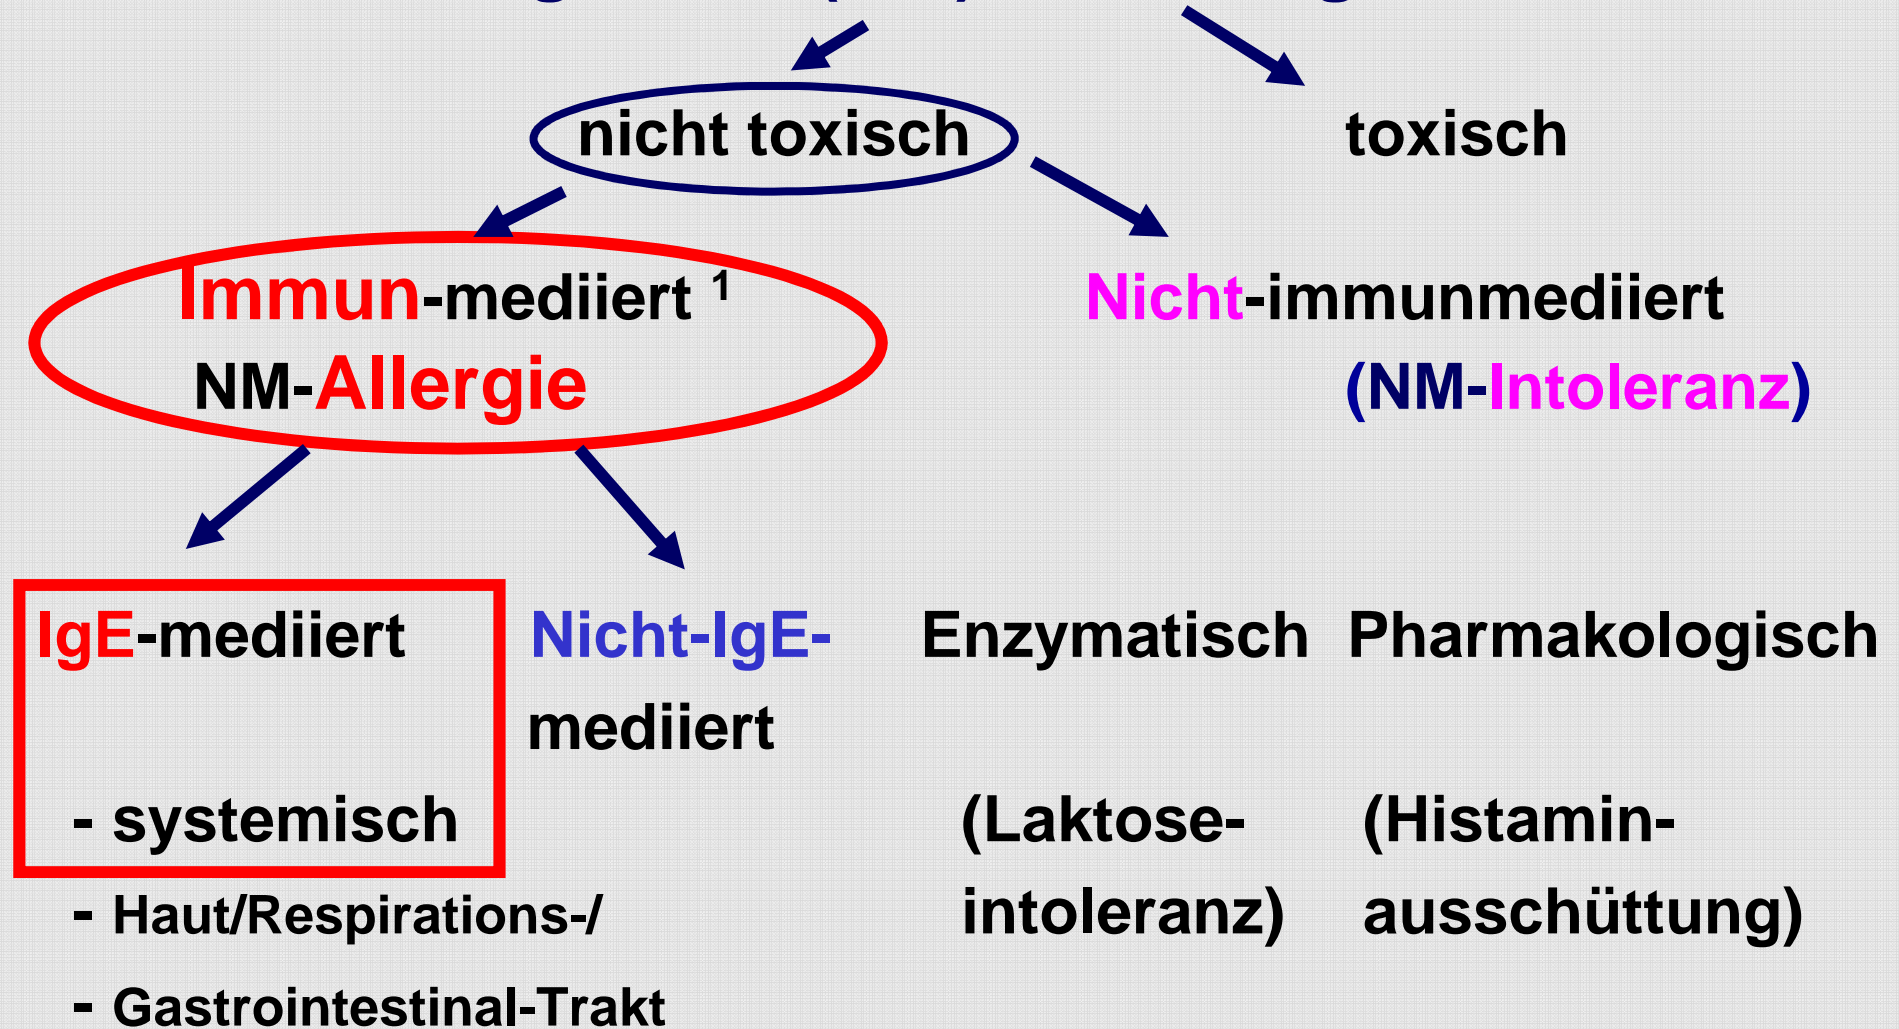 nicht toxisch toxisch
Immun-mediiert ¹ Nicht-immunmediiert
NM-Allergie (NM-Intoleranz)
IgE-mediiert Nicht-IgE- Enzymatisch Pharmakologisch
mediiert
- systemisch (Laktose- (Histamin-
- Haut/Respirations-/ intoleranz) ausschüttung)
- Gastrointestinal-Trakt